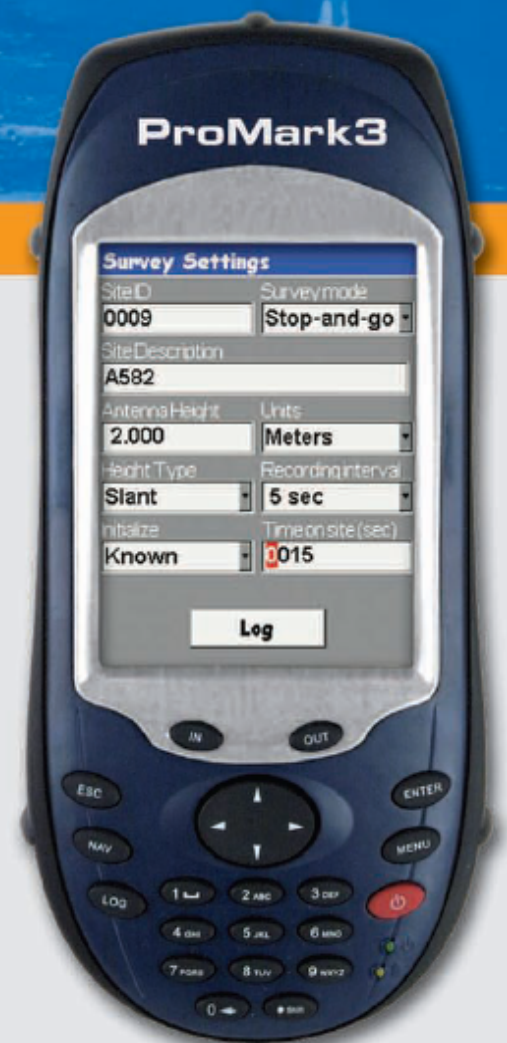 ProMark3
Survey Settings
Site ID Survey mode
0009 Stop-and-go
Site Description
A582
Antenna Height Units
2.000 Meters
Height Type Recording interval
Slant 5 sec
Initialize Time on site (sec)
Known 0015
Log
IN OUT
ESC ENTER
NAV MENU
LOG 1 2 ABC 3 DEF
4 GHI 5 JKL 6 MNO
7 PQRS 8 TUV 9 WXYZ
0